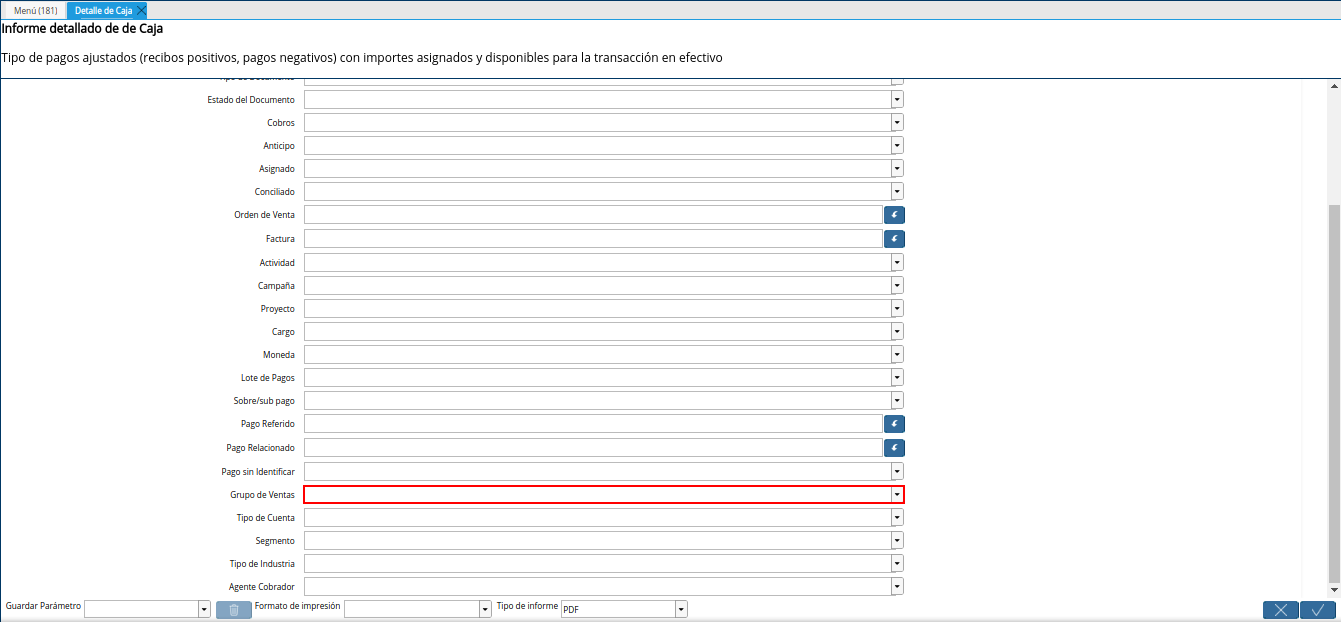 Menú (181)
Detalle de Caja
Informe detallado de de Caja
Tipo de pagos ajustados (recibos positivos, pagos negativos) con importes asignados y disponibles para la transacción en efectivo
Estado del Documento
Cobros
Anticipo
Asignado
Conciliado
Orden de Venta
Factura
Actividad
Campaña
Proyecto
Cargo
Moneda
Lote de Pagos
Sobre/sub pago
Pago Referido
Pago Relacionado
Pago sin Identificar
Grupo de Ventas
Tipo de Cuenta
Segmento
Tipo de Industria
Agente Cobrador
Guardar Parámetro
Formato de impresión
Tipo de informe
PDF